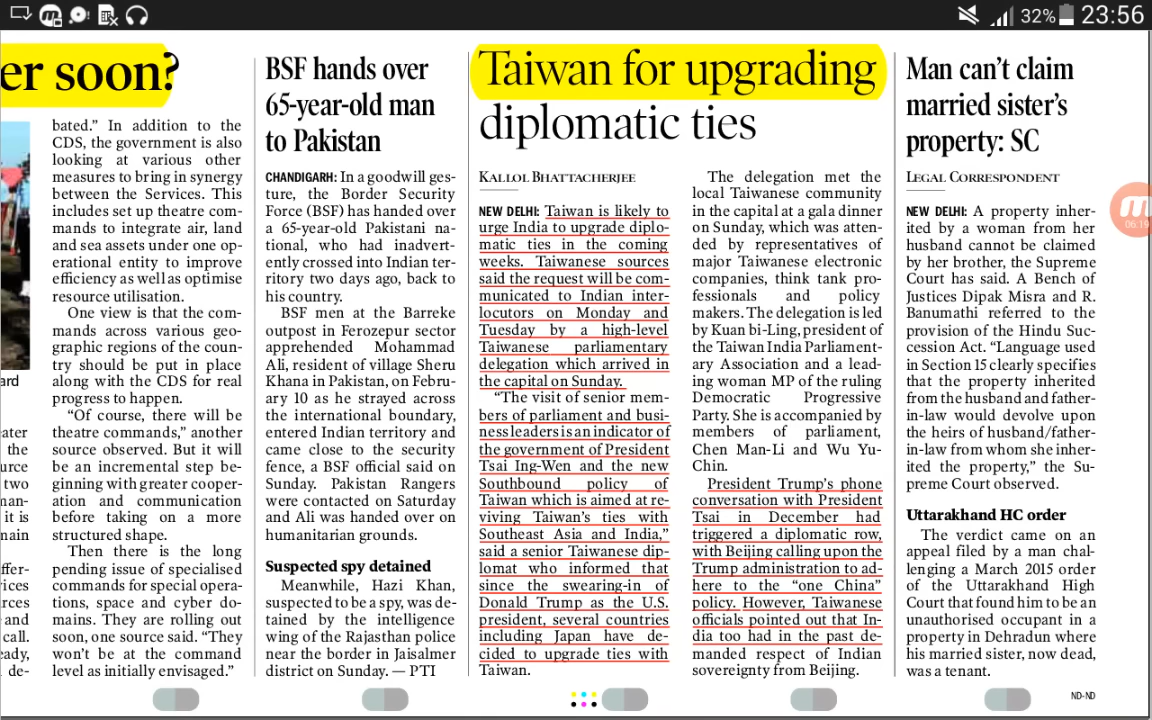 32% 23:56
er soon?
bated.” In addition to the
CDS, the government is also
looking at various other
measures to bring in synergy
between the Services. This
includes set up theatre com-
mands to integrate air, land
and sea assets under one op-
erational entity to improve
efficiency as well as optimise
resource utilisation.
One view is that the com-
mands across various geo-
graphic regions of the coun-
try should be put in place
along with the CDS for real
progress to happen.
“Of course, there will be
theatre commands,” another
source observed. But it will
be an incremental step be-
ginning with greater cooper-
ation and communication
before taking on a more
structured shape.
Then there is the long
pending issue of specialised
commands for special opera-
tions, space and cyber do-
mains. They are rolling out
soon, one source said. “They
won’t be at the command
level as initially envisaged.”
ard
ater
the
urce
two
man-
it is
main
ffer-
ices
rces
and
call.
eady,
de-
BSF hands over
65-year-old man
to Pakistan
CHANDIGARH: In a goodwill ges-
ture, the Border Security
Force (BSF) has handed over
a 65-year-old Pakistani na-
tional, who had inadvert-
ently crossed into Indian ter-
ritory two days ago, back to
his country.
BSF men at the Barreke
outpost in Ferozepur sector
apprehended Mohammad
Ali, resident of village Sheru
Khana in Pakistan, on Febru-
ary 10 as he strayed across
the international boundary,
entered Indian territory and
came close to the security
fence, a BSF official said on
Sunday. Pakistan Rangers
were contacted on Saturday
and Ali was handed over on
humanitarian grounds.
Suspected spy detained
Meanwhile, Hazi Khan,
suspected to be a spy, was de-
tained by the intelligence
wing of the Rajasthan police
near the border in Jaisalmer
district on Sunday. — PTI
Taiwan for upgrading
diplomatic ties
KALLOL BHATTACHERJEE
NEW DELHI: Taiwan is likely to
urge India to upgrade diplo-
matic ties in the coming
weeks. Taiwanese sources
said the request will be com-
municated to Indian inter-
locutors on Monday and
Tuesday by a high-level
Taiwanese parliamentary
delegation which arrived in
the capital on Sunday.
“The visit of senior mem-
bers of parliament and busi-
ness leaders is an indicator of
the government of President
Tsai Ing-Wen and the new
Southbound policy of
Taiwan which is aimed at re-
viving Taiwan’s ties with
Southeast Asia and India,”
said a senior Taiwanese dip-
lomat who informed that
since the swearing-in of
Donald Trump as the U.S.
president, several countries
including Japan have de-
cided to upgrade ties with
Taiwan.
The delegation met the
local Taiwanese community
in the capital at a gala dinner
on Sunday, which was atten-
ded by representatives of
major Taiwanese electronic
companies, think tank pro-
fessionals and policy
makers. The delegation is led
by Kuan bi-Ling, president of
the Taiwan India Parliament-
ary Association and a lead-
ing woman MP of the ruling
Democratic Progressive
Party. She is accompanied by
members of parliament,
Chen Man-Li and Wu Yu-
Chin.
President Trump’s phone
conversation with President
Tsai in December had
triggered a diplomatic row,
with Beijing calling upon the
Trump administration to ad-
here to the “one China”
policy. However, Taiwanese
officials pointed out that In-
dia too had in the past de-
manded respect of Indian
sovereignty from Beijing.
Man can’t claim
married sister’s
property: SC
LEGAL CORRESPONDENT
NEW DELHI: A property inher-
ited by a woman from her
husband cannot be claimed
by her brother, the Supreme
Court has said. A Bench of
Justices Dipak Misra and R.
Banumathi referred to the
provision of the Hindu Suc-
cession Act. “Language used
in Section 15 clearly specifies
that the property inherited
from the husband and father-
in-law would devolve upon
the heirs of husband/father-
in-law from whom she inher-
ited the property,” the Su-
preme Court observed.
Uttarakhand HC order
The verdict came on an
appeal filed by a man chal-
lenging a March 2015 order
of the Uttarakhand High
Court that found him to be an
unauthorised occupant in a
property in Dehradun where
his married sister, now dead,
was a tenant.
06:19
ND-ND